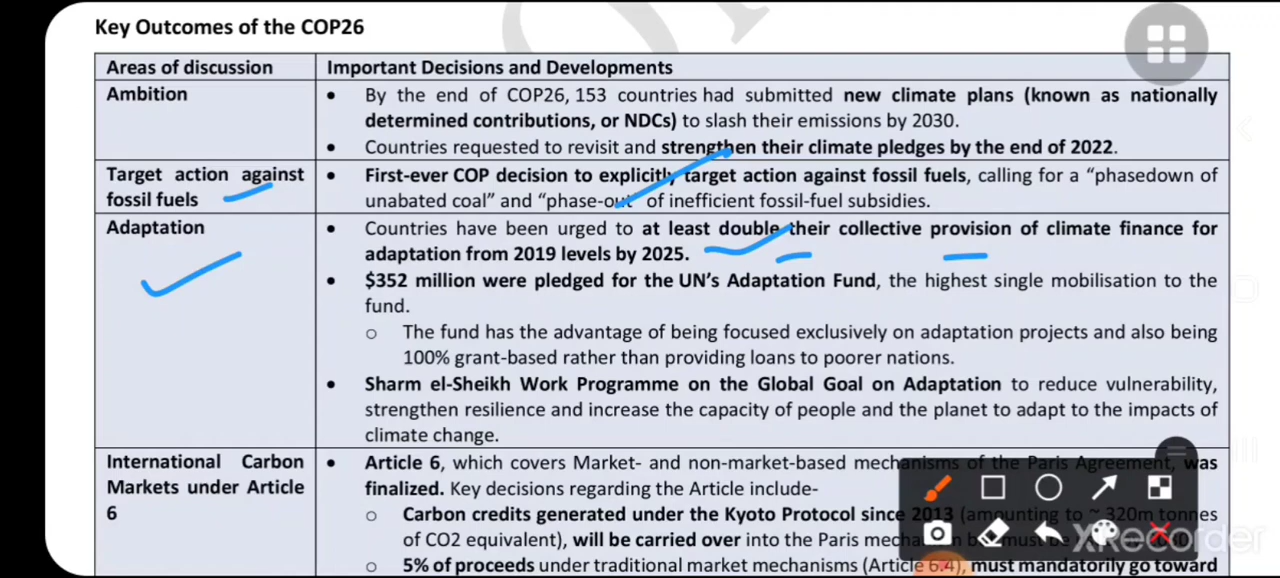 Key Outcomes of the COP26
Areas of discussion
Important Decisions and Developments
Ambition
• By the end of COP26, 153 countries had submitted new climate plans (known as nationally
determined contributions, or NDCs) to slash their emissions by 2030.
• Countries requested to revisit and strengthen their climate pledges by the end of 2022.
Target action against
fossil fuels
• First-ever COP decision to explicitly target action against fossil fuels, calling for a “phasedown of
unabated coal” and “phase-out” of inefficient fossil-fuel subsidies.
Adaptation
• Countries have been urged to at least double their collective provision of climate finance for
adaptation from 2019 levels by 2025.
• $352 million were pledged for the UN’s Adaptation Fund, the highest single mobilisation to the
fund.
o The fund has the advantage of being focused exclusively on adaptation projects and also being
100% grant-based rather than providing loans to poorer nations.
• Sharm el-Sheikh Work Programme on the Global Goal on Adaptation to reduce vulnerability,
strengthen resilience and increase the capacity of people and the planet to adapt to the impacts of
climate change.
International Carbon
Markets under Article
6
• Article 6, which covers Market- and non-market-based mechanisms of the Paris Agreement, was
finalized. Key decisions regarding the Article include-
o Carbon credits generated under the Kyoto Protocol since 2013 (amounting to ~ 320m tonnes
of CO2 equivalent), will be carried over into the Paris must
o 5% of proceeds under traditional market mechanisms (Article 6.4), must mandatorily go toward
XRecorder